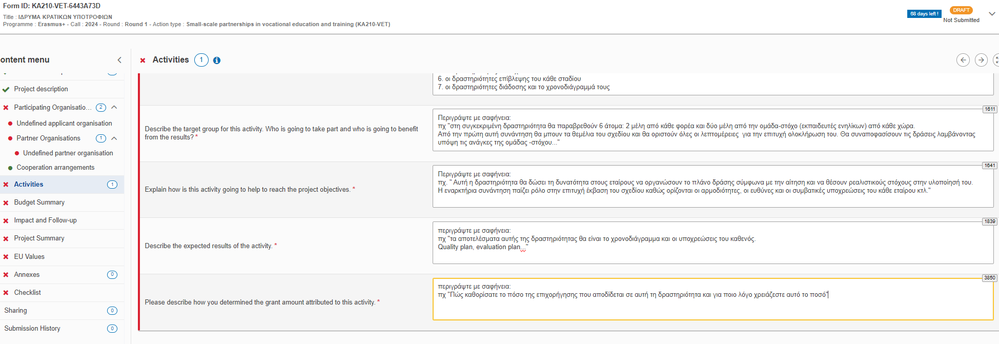 Form ID: KA210-VET-6443A73D
Title : ΙΔΡΥΜΑ ΚΡΑΤΙΚΩΝ ΥΠΟΤΡΟΦΙΩΝ
Programme : Erasmus+ - Call : 2024 - Round : Round 1 - Action type : Small-scale partnerships in vocational education and training (KA210-VET)
68 days left !
DRAFT
Not Submitted
ontent menu
Project description
Participating Organisatio... 2
Undefined applicant organisation
Partner Organisations 1
Undefined partner organisation
Cooperation arrangements
Activities 1
Budget Summary
Impact and Follow-up
Project Summary
EU Values
Annexes 0
Checklist
Sharing 0
Submission History 0
Activities 1
6. οι δραστηριότητες επίβλεψης του κάθε σταδίου
7. οι δραστηριότητες διάδοσης και το χρονοδιάγραμμά τους
Describe the target group for this activity. Who is going to take part and who is going to benefit
from the results? *
1611
Περιγράψτε με σαφήνεια:
πχ "στη συγκεκριμένη δραστηριότητα θα παραβρεθούν 6 άτομα: 2 μέλη από κάθε φορέα και δύο μέλη από την ομάδα-στόχο (εκπαιδευτές ενηλίκων) από κάθε χώρα.
Από την πρώτη αυτή συνάντηση θα μπουν τα θεμέλια του σχεδίου και θα οριστούν όλες οι λεπτομέρειες για την επιτυχή ολοκλήρωση του. Θα συναποφασίσουν τις δράσεις λαμβάνοντας
υπόψη τις ανάγκες της ομάδας -στόχου..."
Explain how is this activity going to help to reach the project objectives. *
1641
Περιγράψτε με σαφήνεια:
πχ. " Αυτή η δραστηριότητα θα δώσει τη δυνατότητα στους εταίρους να οργανώσουν το πλάνο δράσης σύμφωνα με την αίτηση και να θέσουν ρεαλιστικούς στόχους στην υλοποίησή του.
Η εναρκτήρια συνάντηση παίζει ρόλο στην επιτυχή έκβαση του σχεδίου καθώς ορίζονται οι αρμοδιότητες, οι ευθύνες και οι συμβατικές υποχρεώσεις του κάθε εταίρου κτλ."
Describe the expected results of the activity. *
1839
περιγράψτε με σαφήνεια:
πχ "τα αποτελέσματα αυτής της δραστηριότητας θα είναι το χρονοδιάγραμμα και οι υποχρεώσεις του καθενός.
Quality plan, evaluation plan..."
Please describe how you determined the grant amount attributed to this activity. *
3850
περιγράψτε με σαφήνεια:
πχ "Πώς καθορίσατε το πόσο της επιχορήγησης που αποδίδεται σε αυτή τη δραστηριότητα και για ποιο λόγο χρειάζεστε αυτό το ποσό"